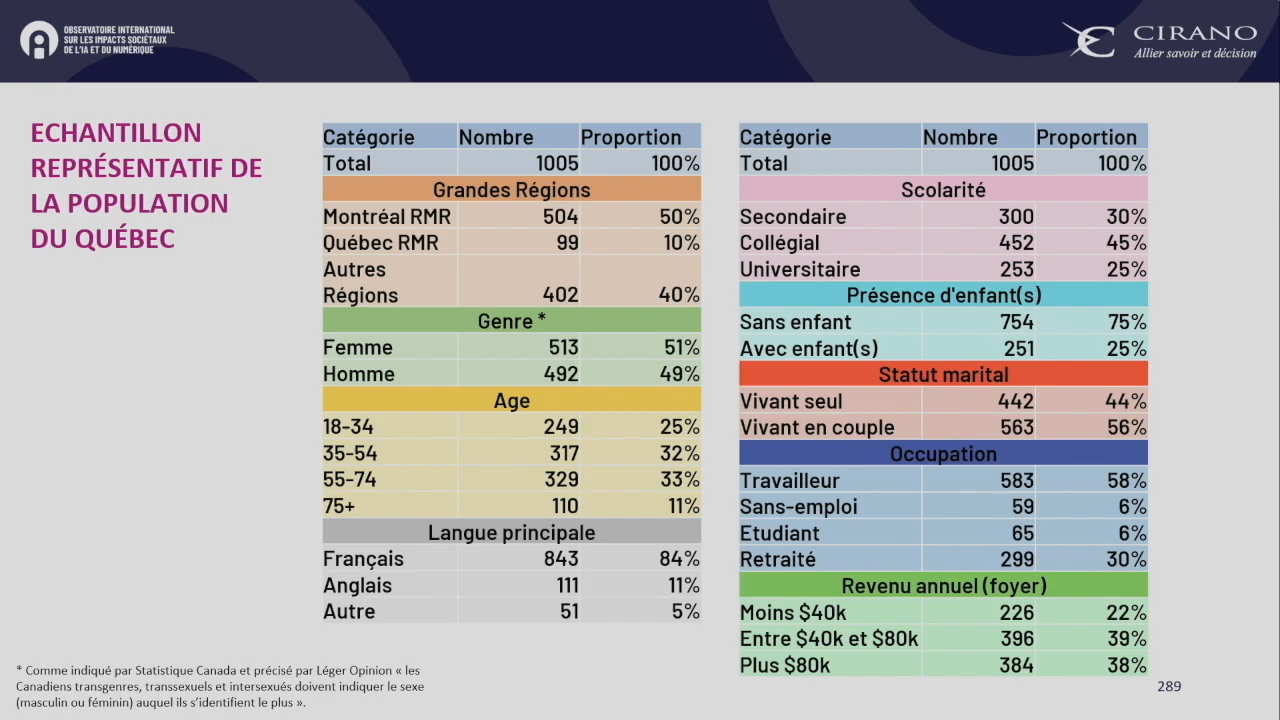 OBSERVATOIRE INTERNATIONAL
SUR LES IMPACTS SOCIÉTAUX
DE L'IA ET DU NUMÉRIQUE
CIRANO
Allier savoir et décision
ECHANTILLON
REPRÉSENTATIF DE
LA POPULATION
DU QUÉBEC
Catégorie Nombre Proportion
Total 1005 100%
Grandes Régions
Montréal RMR 504 50%
Québec RMR 99 10%
Autres
Régions 402 40%
Genre *
Femme 513 51%
Homme 492 49%
Age
18-34 249 25%
35-54 317 32%
55-74 329 33%
75+ 110 11%
Langue principale
Français 843 84%
Anglais 111 11%
Autre 51 5%
Catégorie Nombre Proportion
Total 1005 100%
Scolarité
Secondaire 300 30%
Collégial 452 45%
Universitaire 253 25%
Présence d'enfant(s)
Sans enfant 754 75%
Avec enfant(s) 251 25%
Statut marital
Vivant seul 442 44%
Vivant en couple 563 56%
Occupation
Travailleur 583 58%
Sans-emploi 59 6%
Etudiant 65 6%
Retraité 299 30%
Revenu annuel (foyer)
Moins $40k 226 22%
Entre $40k et $80k 396 39%
Plus $80k 384 38%
* Comme indiqué par Statistique Canada et précisé par Léger Opinion « les
Canadiens transgenres, transsexuels et intersexués doivent indiquer le sexe
(masculin ou féminin) auquel ils s'identifient le plus ».
289